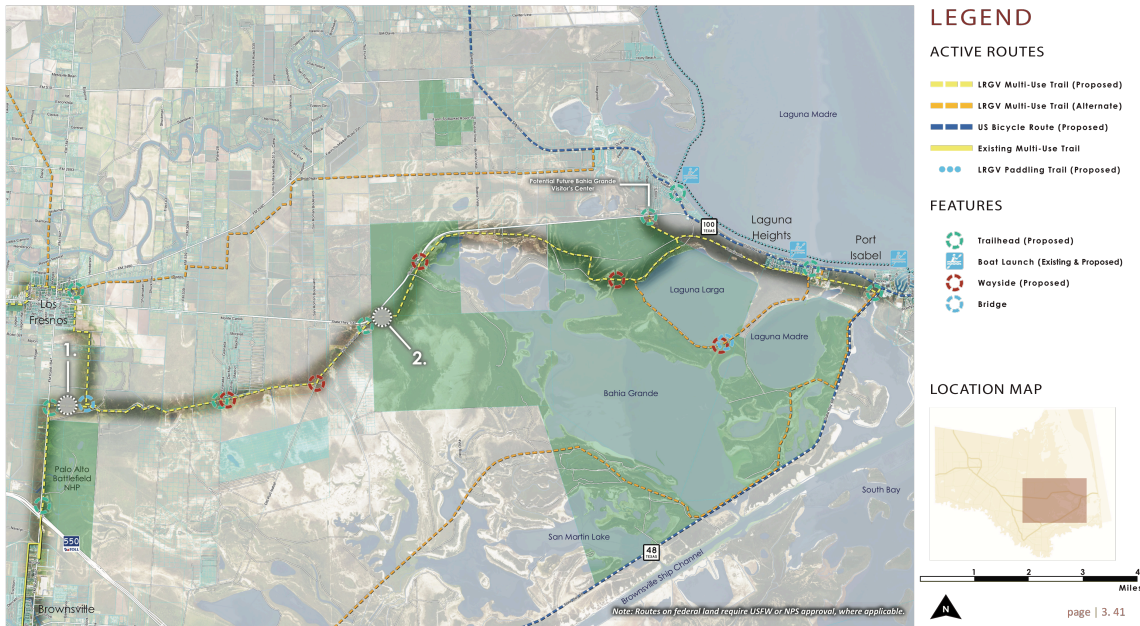 LEGEND
ACTIVE ROUTES
LRGV Multi-Use Trail (Proposed)
LRGV Multi-Use Trail (Alternate)
US Bicycle Route (Proposed)
Existing Multi-Use Trail
LRGV Paddling Trail (Proposed)
FEATURES
Trailhead (Proposed)
Boat Launch (Existing & Proposed)
Wayside (Proposed)
Bridge
LOCATION MAP
1
2
3
4
Miles
N
page | 3. 41
Laguna Madre
Potential Future Bahia Grande
Visitor's Center
100
TEXAS
Laguna
Heights
Port
Isabel
Laguna Larga
Laguna Madre
Los
Fresnos
1.
2.
Bahia Grande
Palo Alto
Battlefield
NHP
550
South Bay
San Martin Lake
48
TEXAS
Brownsville Ship Channel
Brownsville
Note: Routes on federal land require USFW or NPS approval, where applicable.